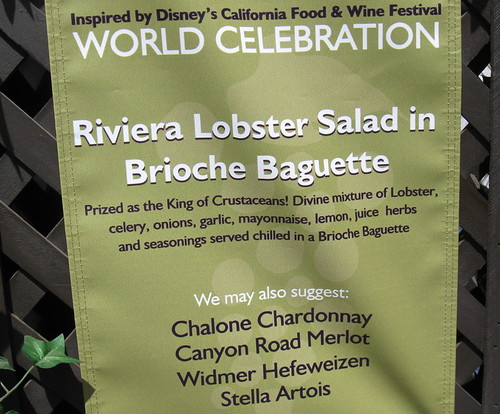 Inspired by Disney's California Food & Wine Festival
WORLD CELEBRATION
Riviera Lobster Salad in
Brioche Baguette
Prized as the King of Crustaceans! Divine mixture of Lobster,
celery, onions, garlic, mayonnaise, lemon, juice herbs
and seasonings served chilled in a Brioche Baguette
We may also suggest:
Chalone Chardonnay
Canyon Road Merlot
Widmer Hefeweizen
Stella Artois